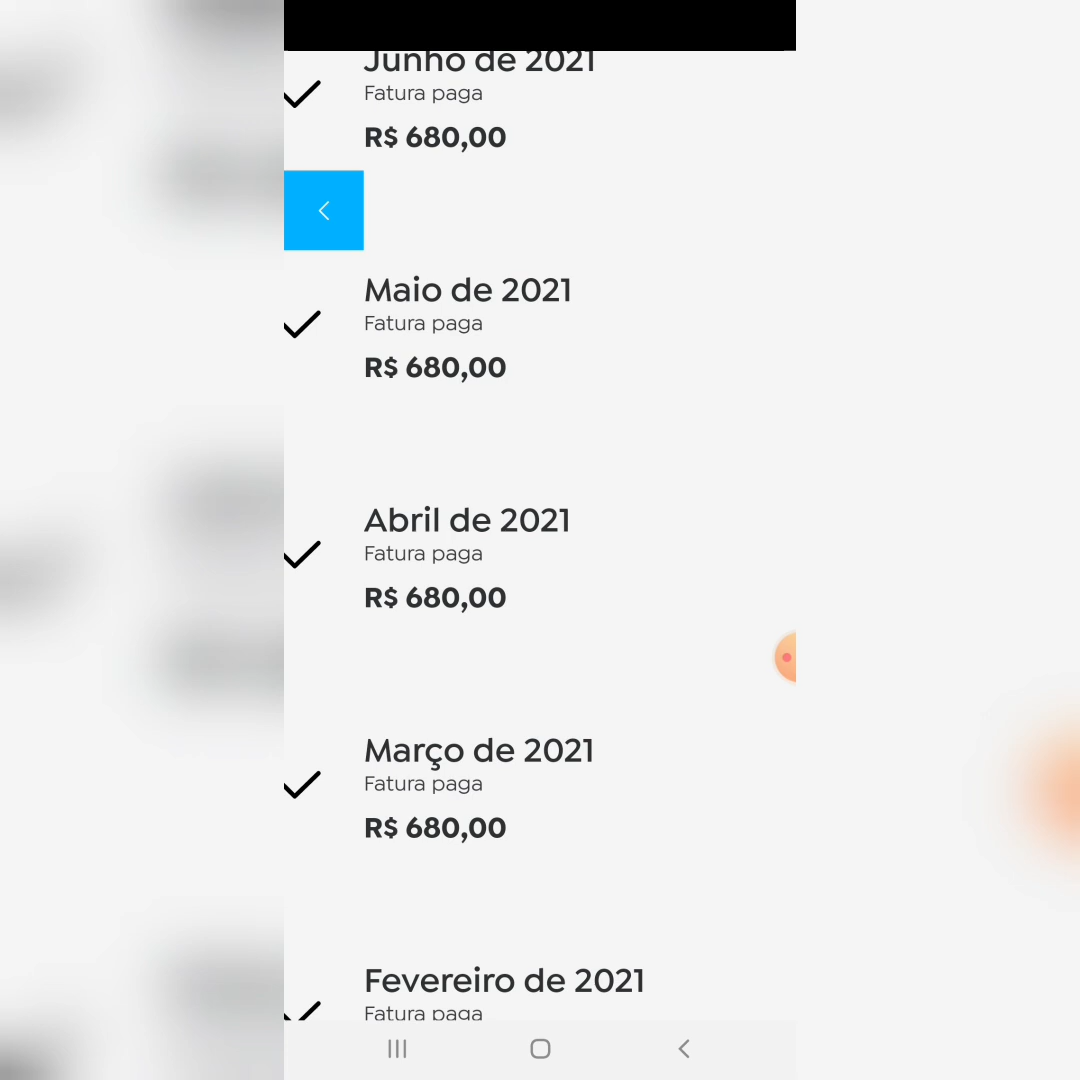 Junho de 2021
Fatura paga
R$ 680,00
Maio de 2021
Fatura paga
R$ 680,00
Abril de 2021
Fatura paga
R$ 680,00
Março de 2021
Fatura paga
R$ 680,00
Fevereiro de 2021
Fatura paga